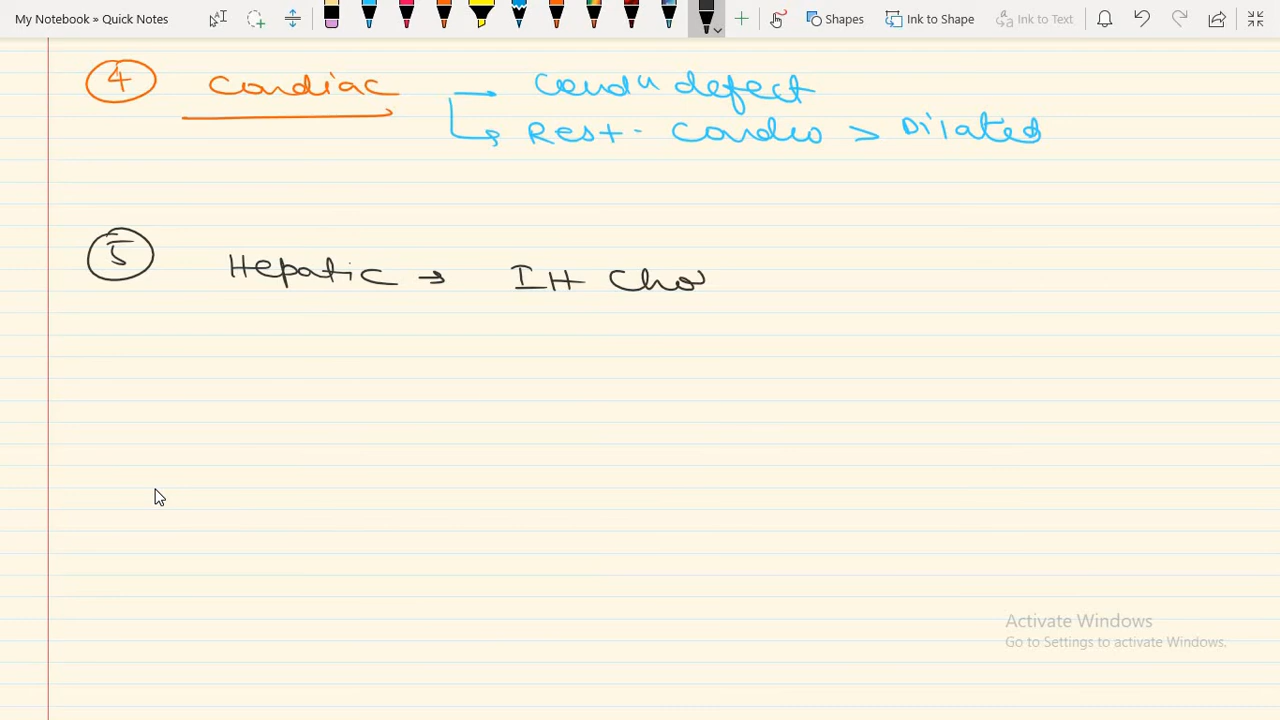 My Notebook » Quick Notes
Shapes
Ink to Shape
Ink to Text
4 Cardiac → Condn defect
→ Rest. Cardio > Dilated
5 Hepatic → IH Cho
Activate Windows
Go to Settings to activate Windows.